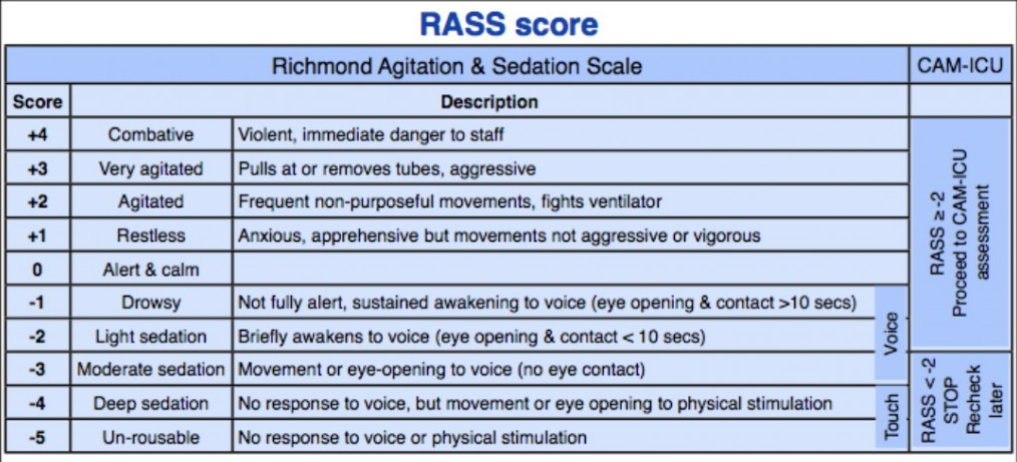 RASS score
Richmond Agitation & Sedation Scale CAM-ICU
Score Description
+4 Combative Violent, immediate danger to staff
+3 Very agitated Pulls at or removes tubes, aggressive
+2 Agitated Frequent non-purposeful movements, fights ventilator
+1 Restless Anxious, apprehensive but movements not aggressive or vigorous
0 Alert & calm
-1 Drowsy Not fully alert, sustained awakening to voice (eye opening & contact >10 secs)
-2 Light sedation Briefly awakens to voice (eye opening & contact < 10 secs)
-3 Moderate sedation Movement or eye-opening to voice (no eye contact)
-4 Deep sedation No response to voice, but movement or eye opening to physical stimulation
-5 Un-rousable No response to voice or physical stimulation
Voice
Touch
RASS ≥ -2
Proceed to CAM-ICU
assessment
RASS < -2
STOP
Recheck
later